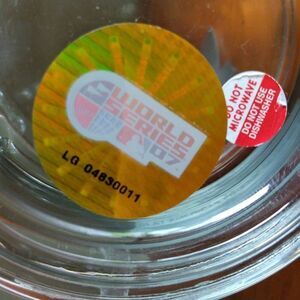 WORLD
SERIES
07
LG 04830011
DO NOT
MICROWAVE
DO NOT USE
DISHWASHER